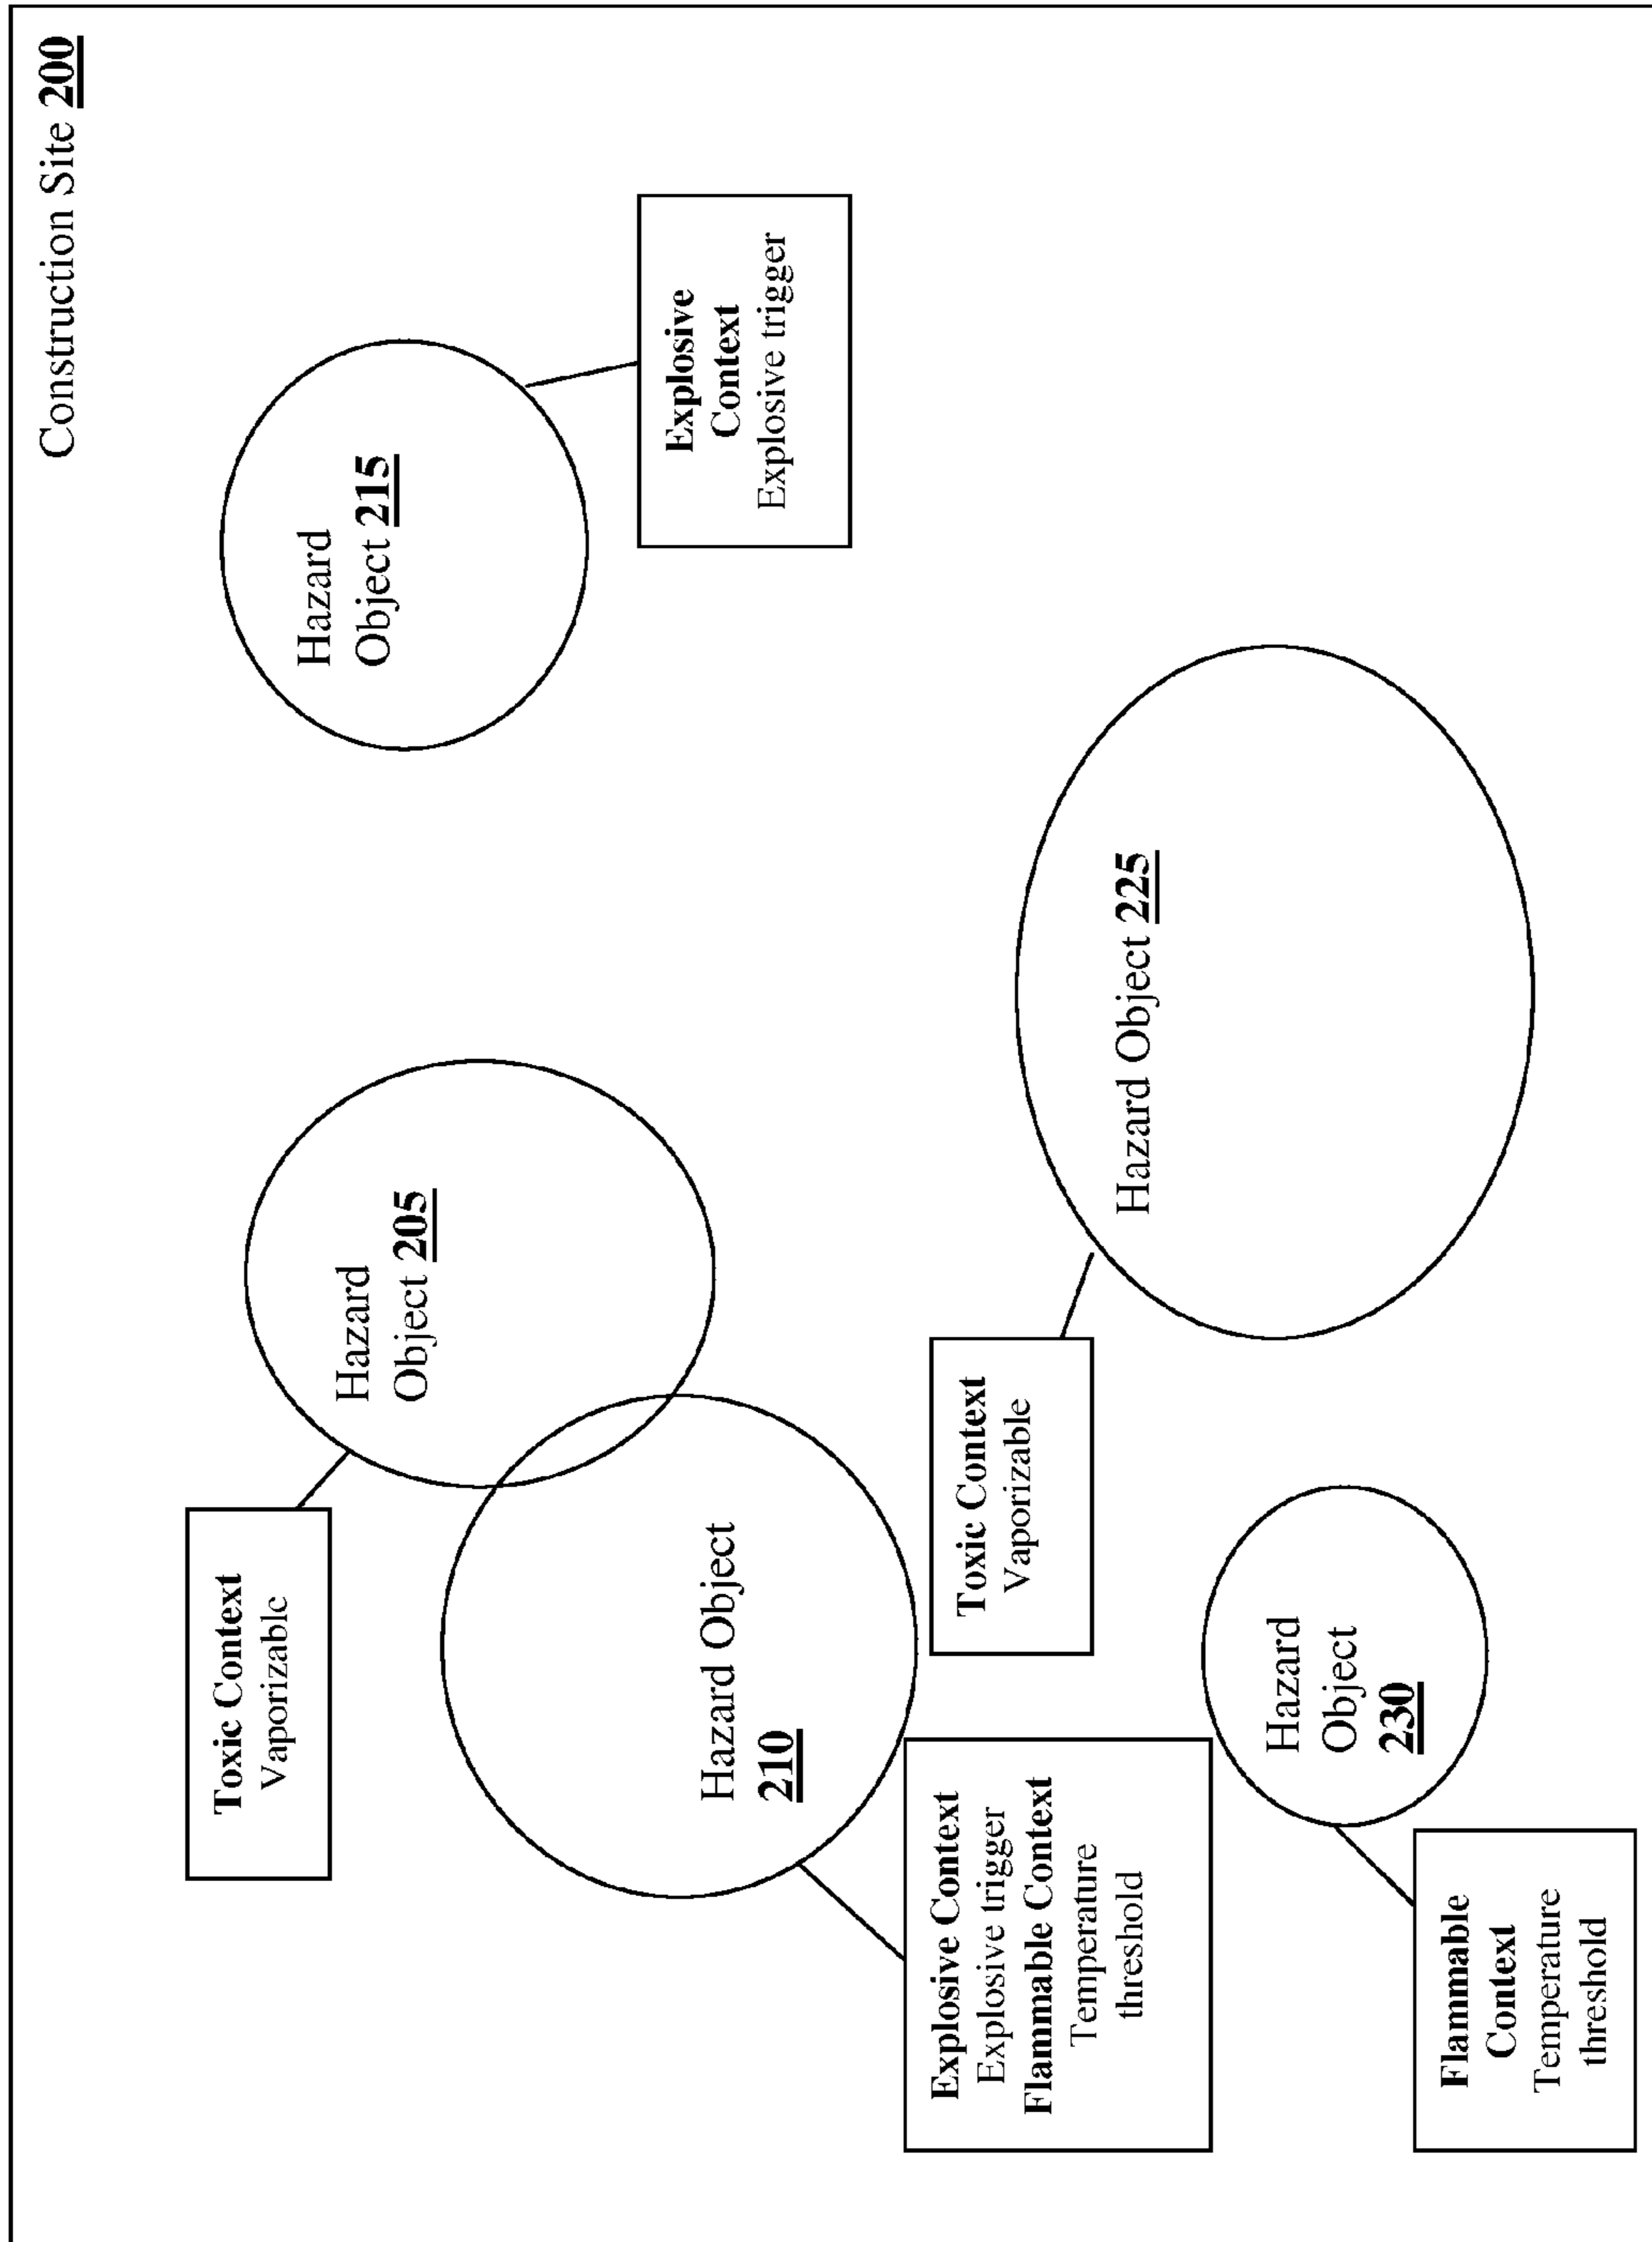 Construction Site 200
Toxic Context
Vaporizable
Hazard
Object 205
Hazard
Object 215
Explosive
Context
Explosive trigger
Hazard Object
210
Explosive Context
Explosive trigger
Flammable Context
Temperature
threshold
Toxic Context
Vaporizable
Hazard Object 225
Hazard
Object
230
Flammable
Context
Temperature
threshold